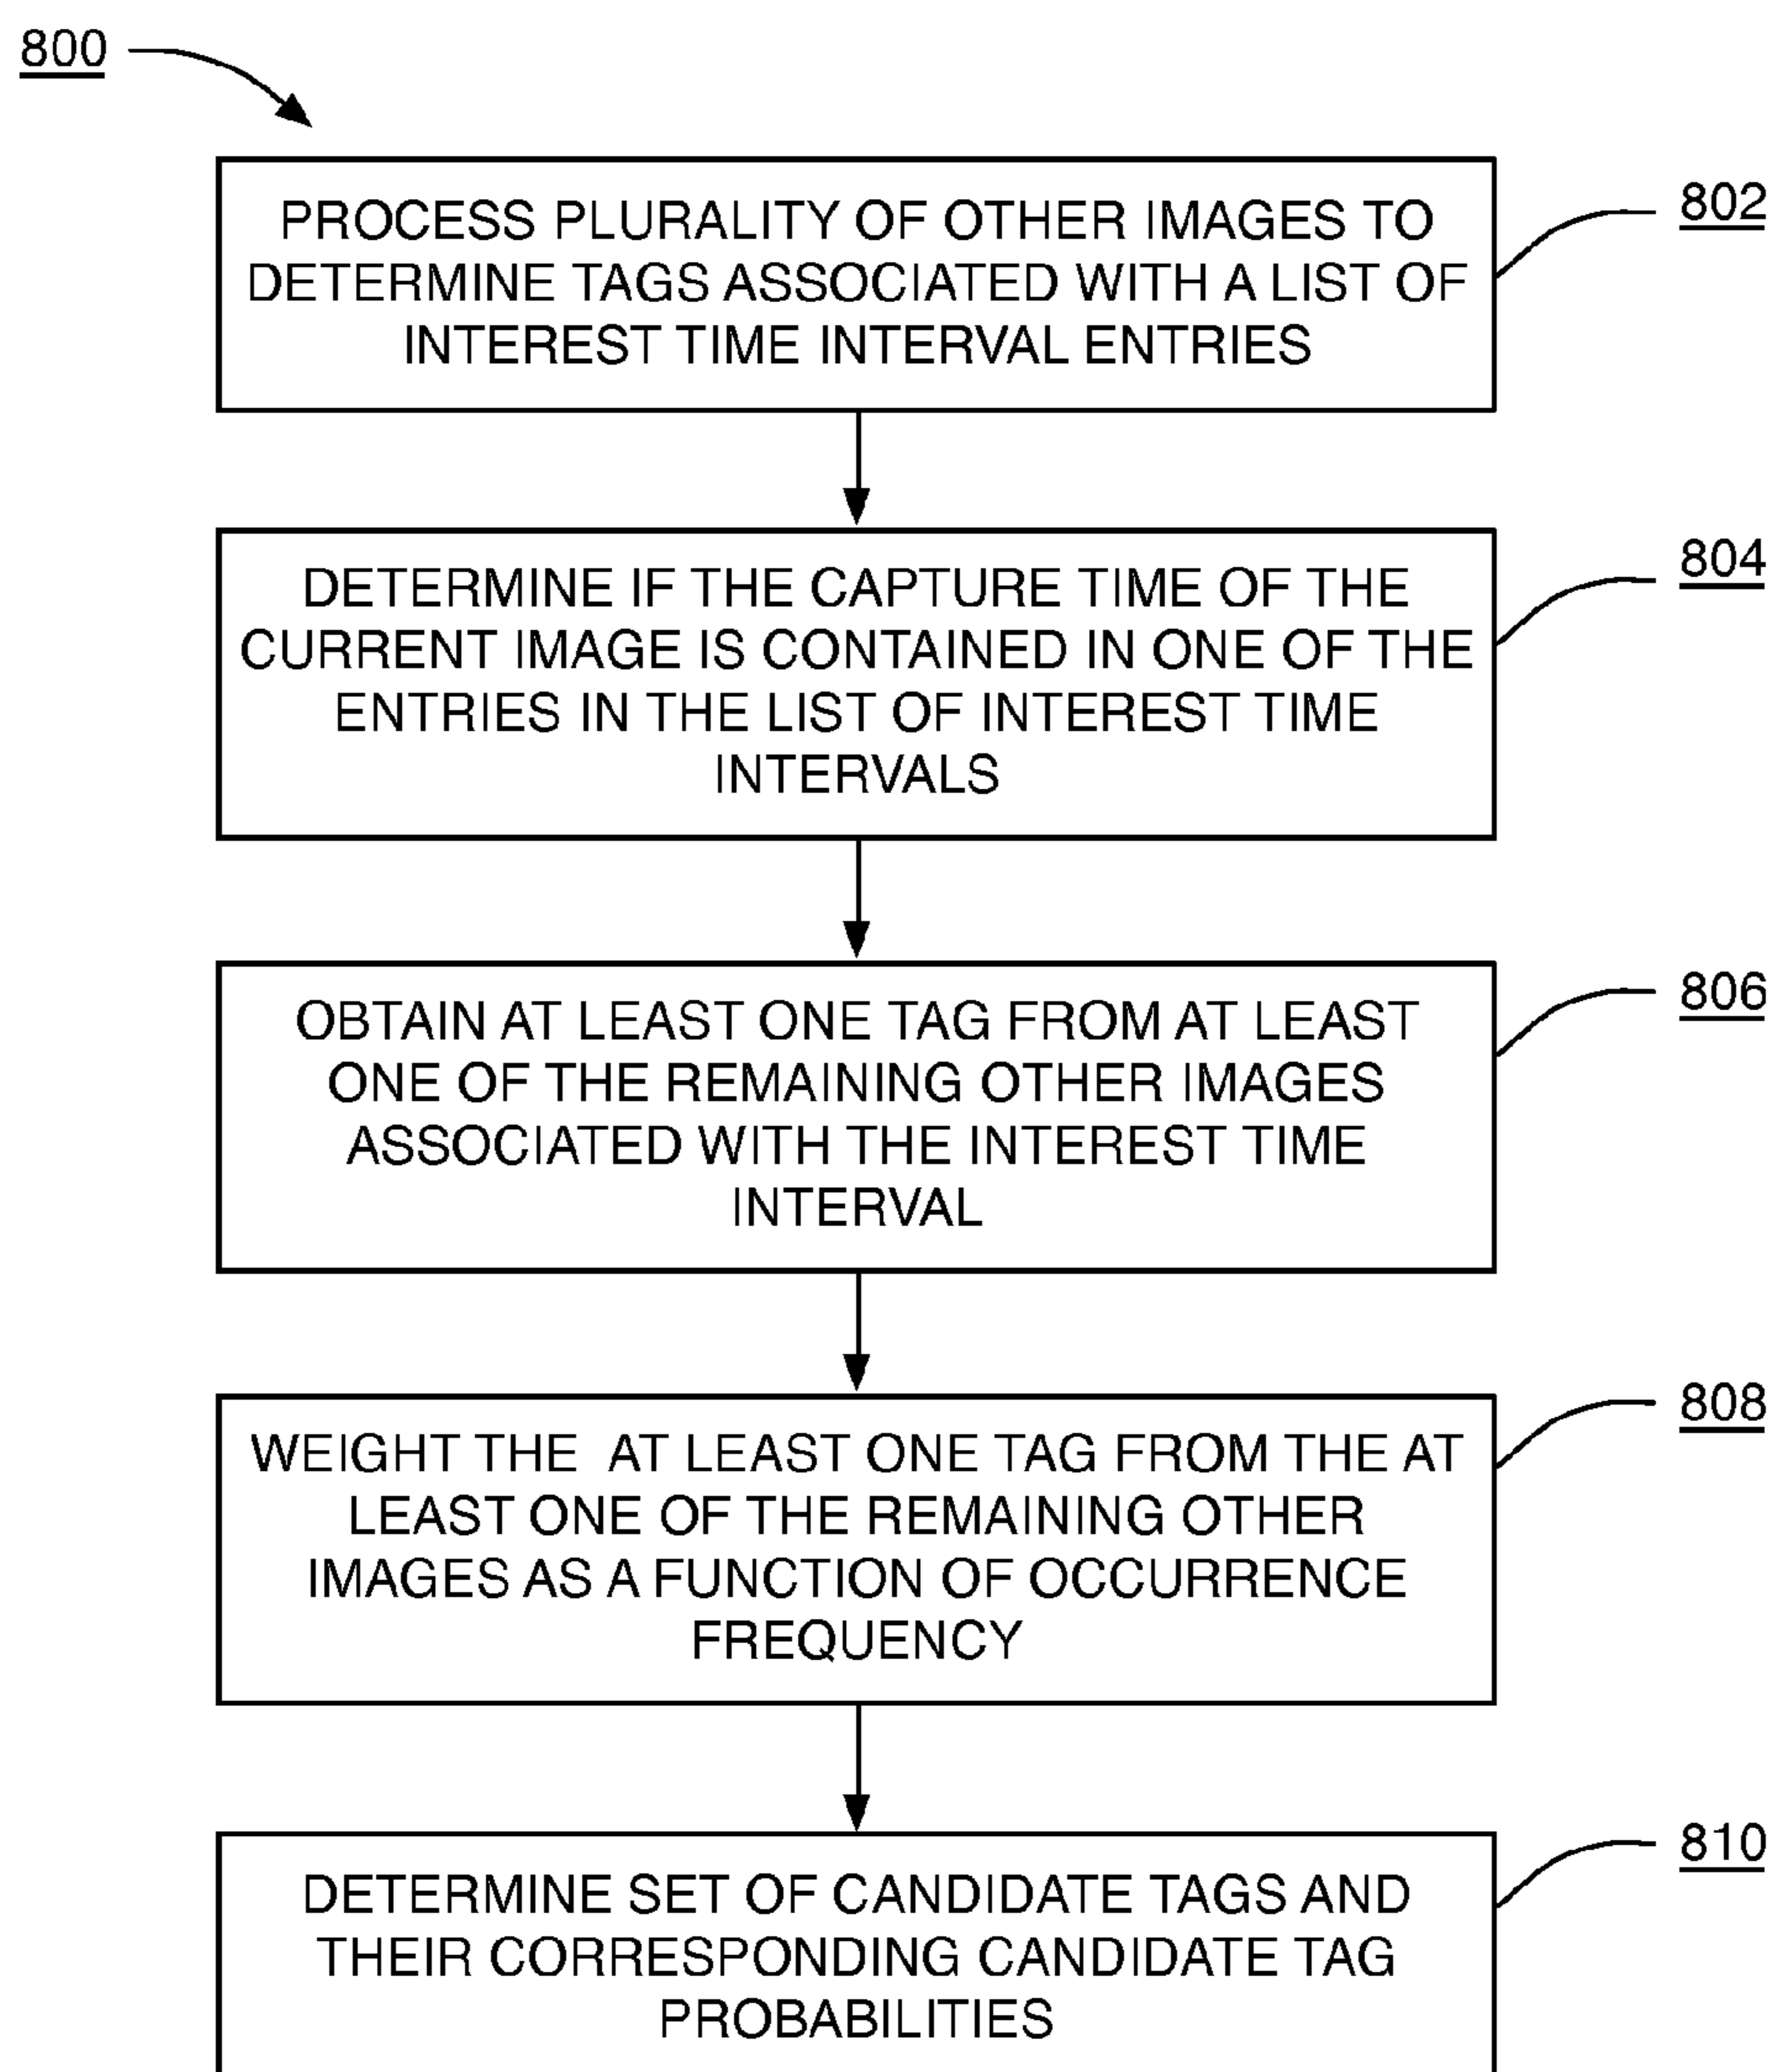 800
PROCESS PLURALITY OF OTHER IMAGES TO
DETERMINE TAGS ASSOCIATED WITH A LIST OF
INTEREST TIME INTERVAL ENTRIES
802
DETERMINE IF THE CAPTURE TIME OF THE
CURRENT IMAGE IS CONTAINED IN ONE OF THE
ENTRIES IN THE LIST OF INTEREST TIME
INTERVALS
804
OBTAIN AT LEAST ONE TAG FROM AT LEAST
ONE OF THE REMAINING OTHER IMAGES
ASSOCIATED WITH THE INTEREST TIME
INTERVAL
806
WEIGHT THE  AT LEAST ONE TAG FROM THE AT
LEAST ONE OF THE REMAINING OTHER
IMAGES AS A FUNCTION OF OCCURRENCE
FREQUENCY
808
DETERMINE SET OF CANDIDATE TAGS AND
THEIR CORRESPONDING CANDIDATE TAG
PROBABILITIES
810